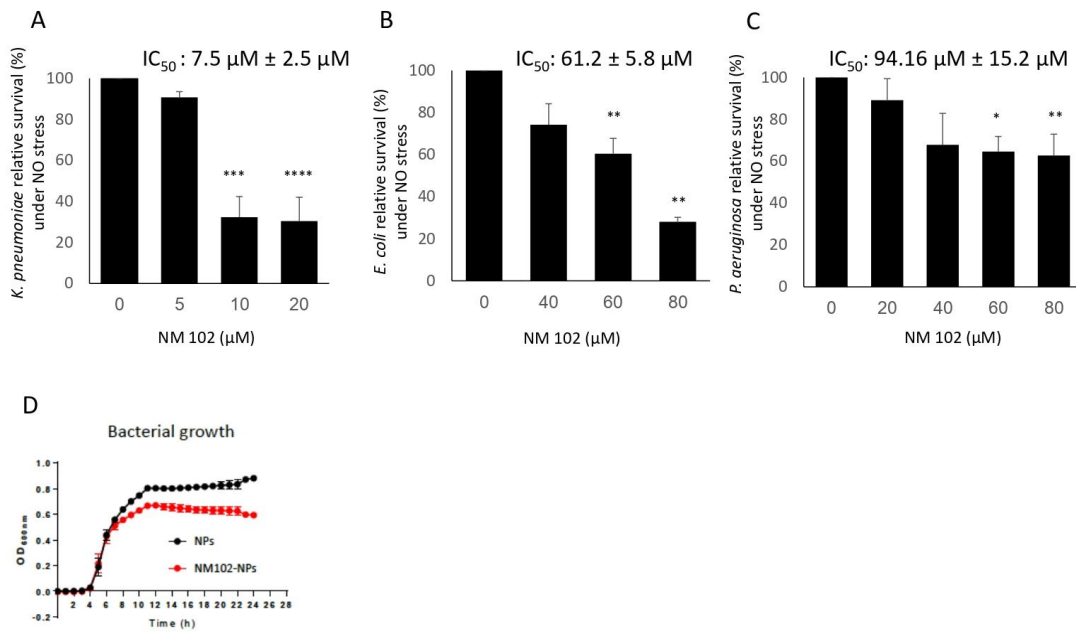 A
IC50 : 7.5 µM ± 2.5 µM
K. pneumoniae relative survival (%)
under NO stress
100
80
60
40
20
0
***
****
0 5 10 20
NM 102 (µM)
B
IC50: 61.2 ± 5.8 µM
E. coli relative survival (%)
under NO stress
100
80
60
40
20
0
**
**
0 40 60 80
NM 102 (µM)
C
IC50: 94.16 µM ± 15.2 µM
P. aeruginosa relative survival (%)
under NO stress
100
80
60
40
20
0
*
**
0 20 40 60 80
NM 102 (µM)
D
Bacterial growth
OD600nm
1.0
0.8
0.6
0.4
0.2
0.0
-0.2
NPs
NM102-NPs
2 4 6 8 10 12 14 16 18 20 22 24 26 28
Time (h)